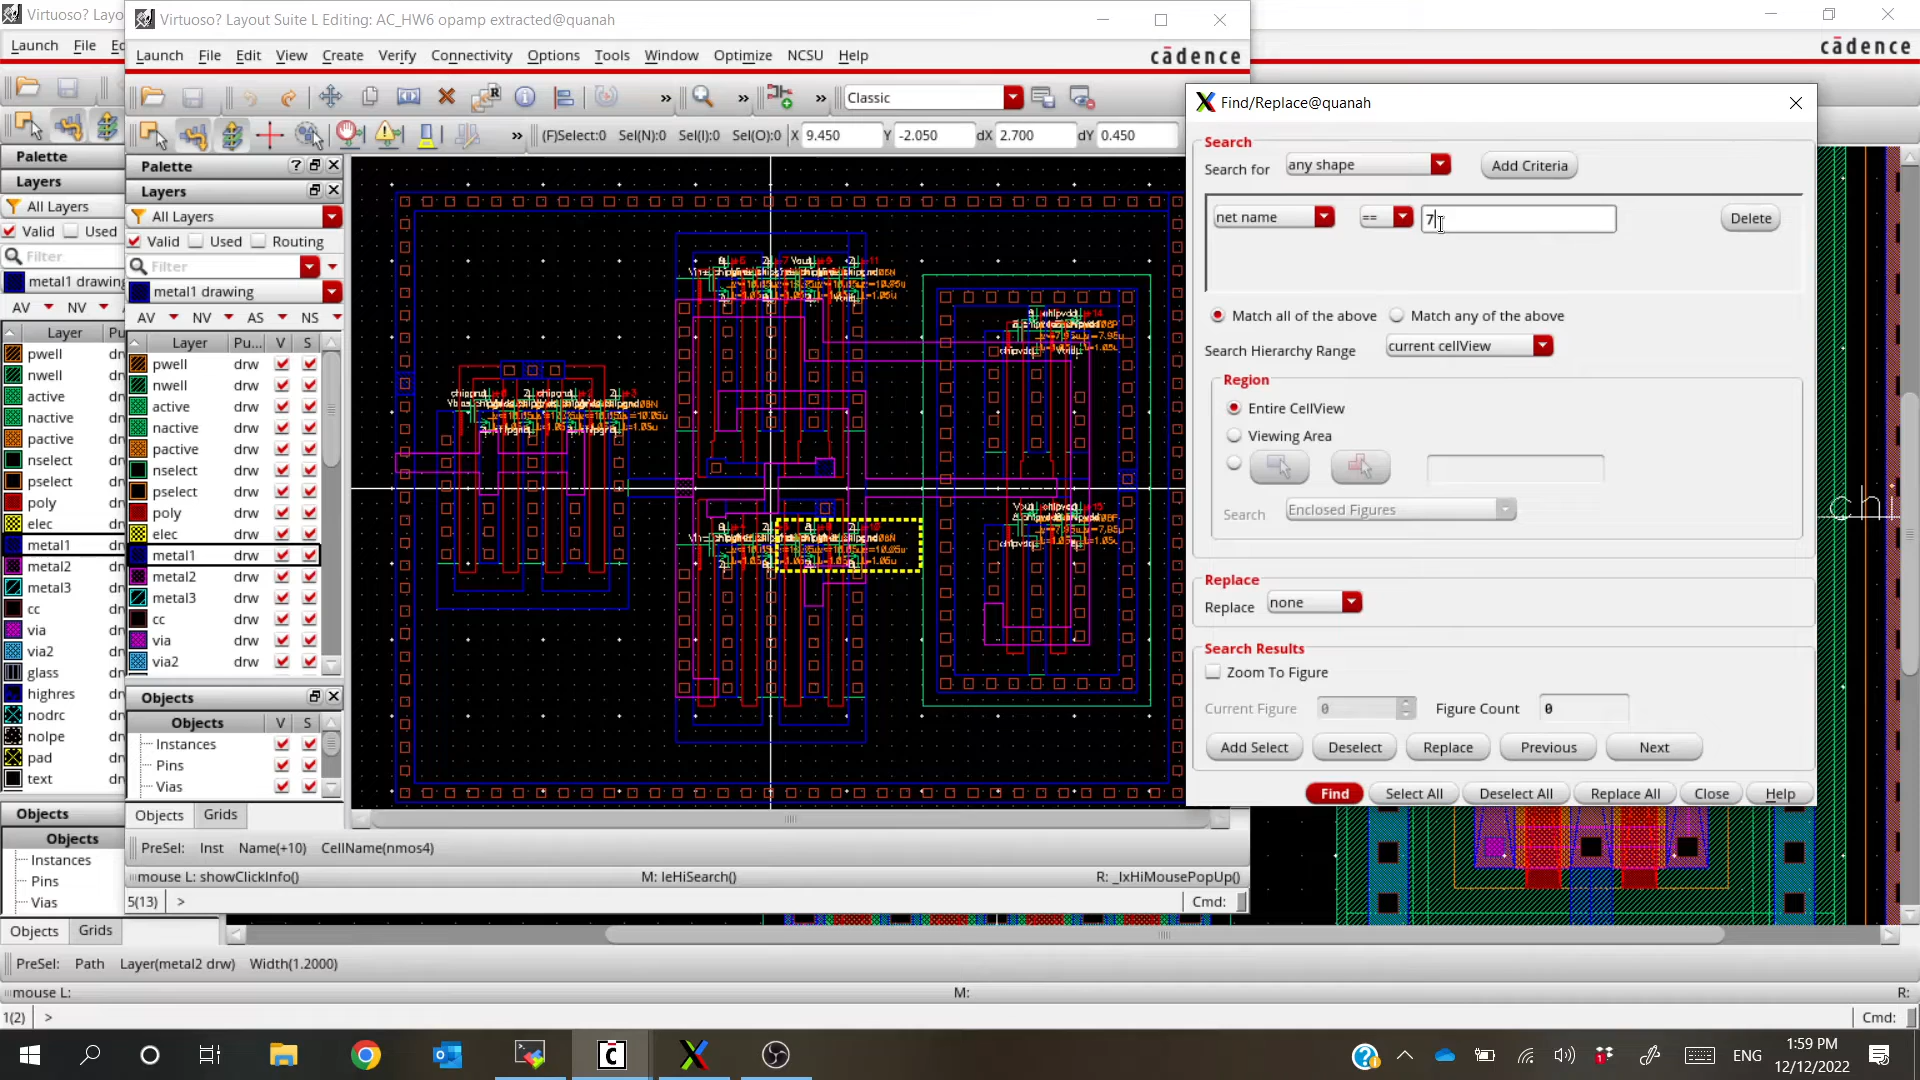 Virtuoso?
Virtuoso? Layout Suite L Editing: AC_HW6 opamp extracted@quanah
Launch File
Launch File Edit View Create Verify Connectivity Options Tools Window Optimize NCSU Help
cādence
cādence
Classic
(F)Select:0 Sel(N):0 Sel(I):0 Sel(O):0 X 9.450 Y -2.050 dX 2.700 dY 0.450
Palette
Layers
All Layers
Valid Used
Filter
metal1 drawing
AV NV
Layer
pwell
nwell
active
nactive
pactive
nselect
pselect
poly
elec
metal1
metal2
metal3
cc
via
via2
glass
highres
nodrc
nolpe
pad
text
Objects
Objects
Instances
Pins
Vias
Objects Grids
Palette
Layers
All Layers
Valid Used Routing
Filter
metal1 drawing
AV NV AS NS
Layer Pu... V S
pwell drw
nwell drw
active drw
nactive drw
pactive drw
nselect drw
pselect drw
poly drw
elec drw
metal1 drw
metal2 drw
metal3 drw
cc drw
via drw
via2 drw
Objects
Objects V S
Instances
Pins
Vias
Objects Grids
PreSel: Inst Name(+10) CellName(nmos4)
mouse L: showClickInfo() M: leHiSearch() R: _lxHiMousePopUp()
5(13) > Cmd:
Find/Replace@quanah
Search
Search for any shape Add Criteria
net name == 7 Delete
Match all of the above Match any of the above
Search Hierarchy Range current cellView
Region
Entire CellView
Viewing Area
Search Enclosed Figures
Replace
Replace none
Search Results
Zoom To Figure
Current Figure 0 Figure Count 0
Add Select Deselect Replace Previous Next
Find Select All Deselect All Replace All Close Help
chi
PreSel: Path Layer(metal2 drw) Width(1.2000)
mouse L: M: R:
1(2) > Cmd:
ENG
1:59 PM
12/12/2022